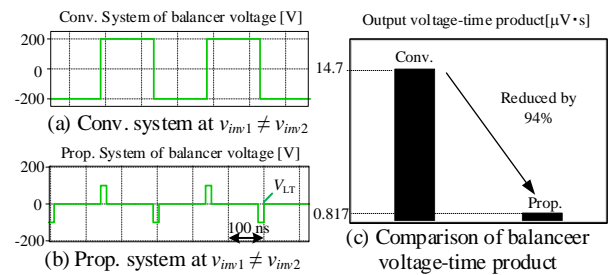 Conv. System of balancer voltage [V]
200
0
-200
(a) Conv. system at vinv1 ≠ vinv2
Prop. System of balancer voltage [V]
200
0
-200
VLT
100 ns
(b) Prop. system at vinv1 ≠ vinv2
Output voltage-time product[μV•s]
14.7
0.817
Conv.
Reduced by
94%
Prop.
(c) Comparison of balanceer
voltage-time product